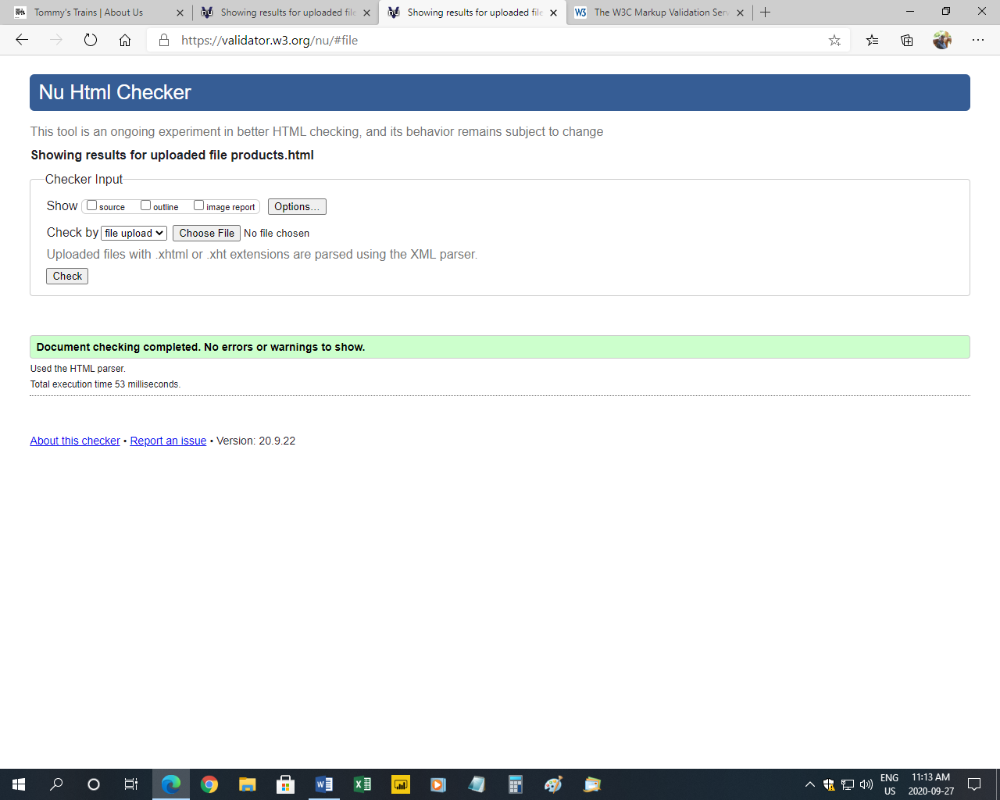 Tommy's Trains | About Us
Showing results for uploaded file
Showing results for uploaded file
W3 The W3C Markup Validation Serv
https://validator.w3.org/nu/#file
Nu Html Checker
This tool is an ongoing experiment in better HTML checking, and its behavior remains subject to change
Showing results for uploaded file products.html
Checker Input
Show source outline image report Options...
Check by file upload Choose File No file chosen
Uploaded files with .xhtml or .xht extensions are parsed using the XML parser.
Check
Document checking completed. No errors or warnings to show.
Used the HTML parser.
Total execution time 53 milliseconds.
About this checker • Report an issue • Version: 20.9.22
ENG 11:13 AM
US 2020-09-27